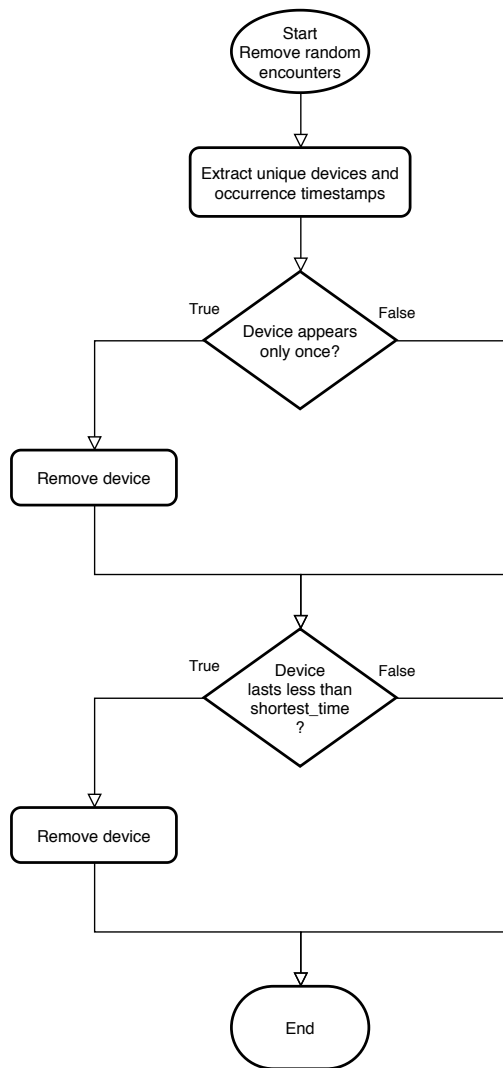 Start
Remove random
encounters
Extract unique devices and
occurrence timestamps
True
False
Device appears
only once?
Remove device
True
False
Device
lasts less than
shortest_time
?
Remove device
End